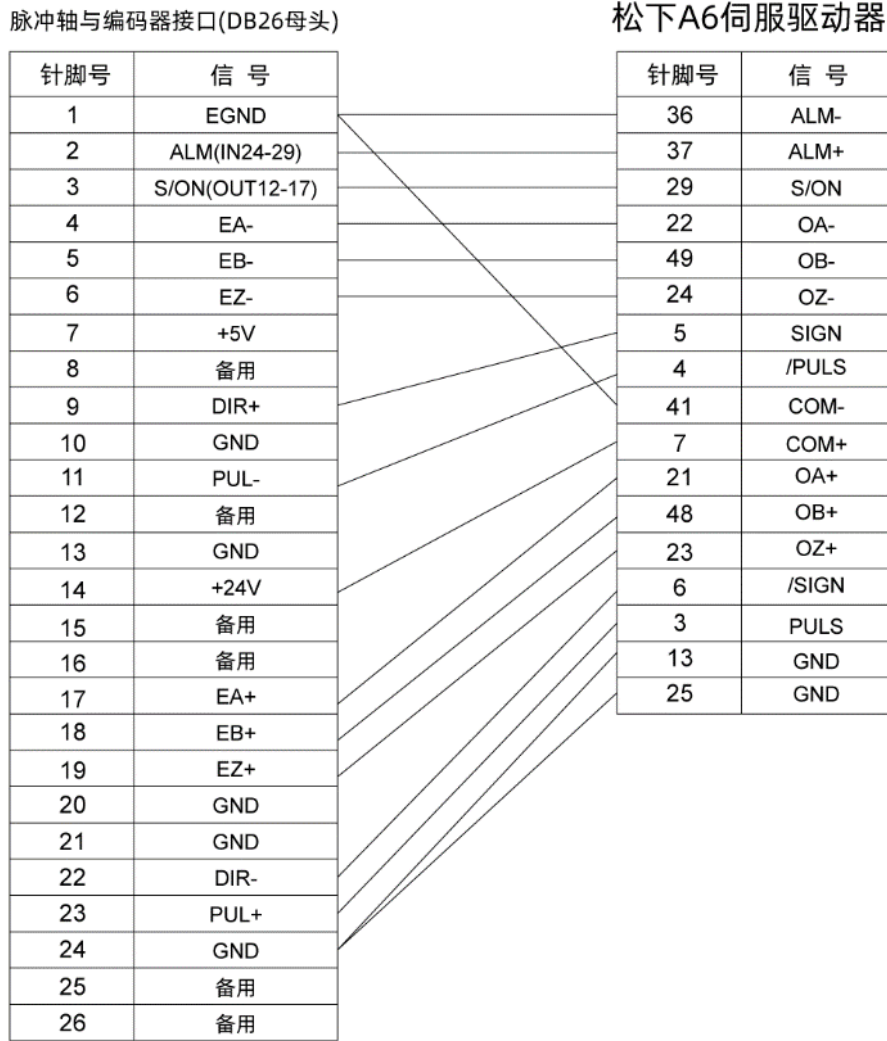 脉冲轴与编码器接口(DB26母头)
针脚号 信 号
1 EGND
2 ALM(IN24-29)
3 S/ON(OUT12-17)
4 EA-
5 EB-
6 EZ-
7 +5V
8 备用
9 DIR+
10 GND
11 PUL-
12 备用
13 GND
14 +24V
15 备用
16 备用
17 EA+
18 EB+
19 EZ+
20 GND
21 GND
22 DIR-
23 PUL+
24 GND
25 备用
26 备用
松下A6伺服驱动器
针脚号 信 号
36 ALM-
37 ALM+
29 S/ON
22 OA-
49 OB-
24 OZ-
5 SIGN
4 /PULS
41 COM-
7 COM+
21 OA+
48 OB+
23 OZ+
6 /SIGN
3 PULS
13 GND
25 GND